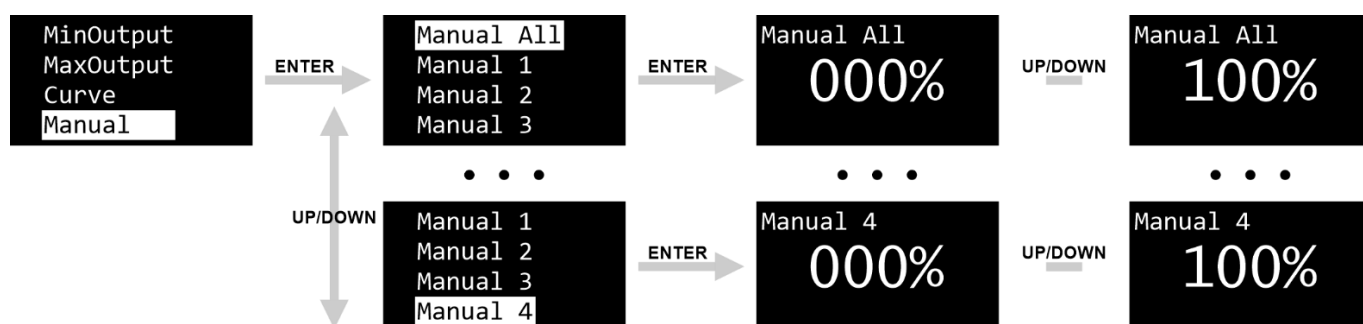 MinOutput
MaxOutput
Curve
Manual
ENTER
Manual All
Manual 1
Manual 2
Manual 3
ENTER
Manual All
000%
UP/DOWN
Manual All
100%
UP/DOWN
Manual 1
Manual 2
Manual 3
Manual 4
ENTER
Manual 4
000%
UP/DOWN
Manual 4
100%